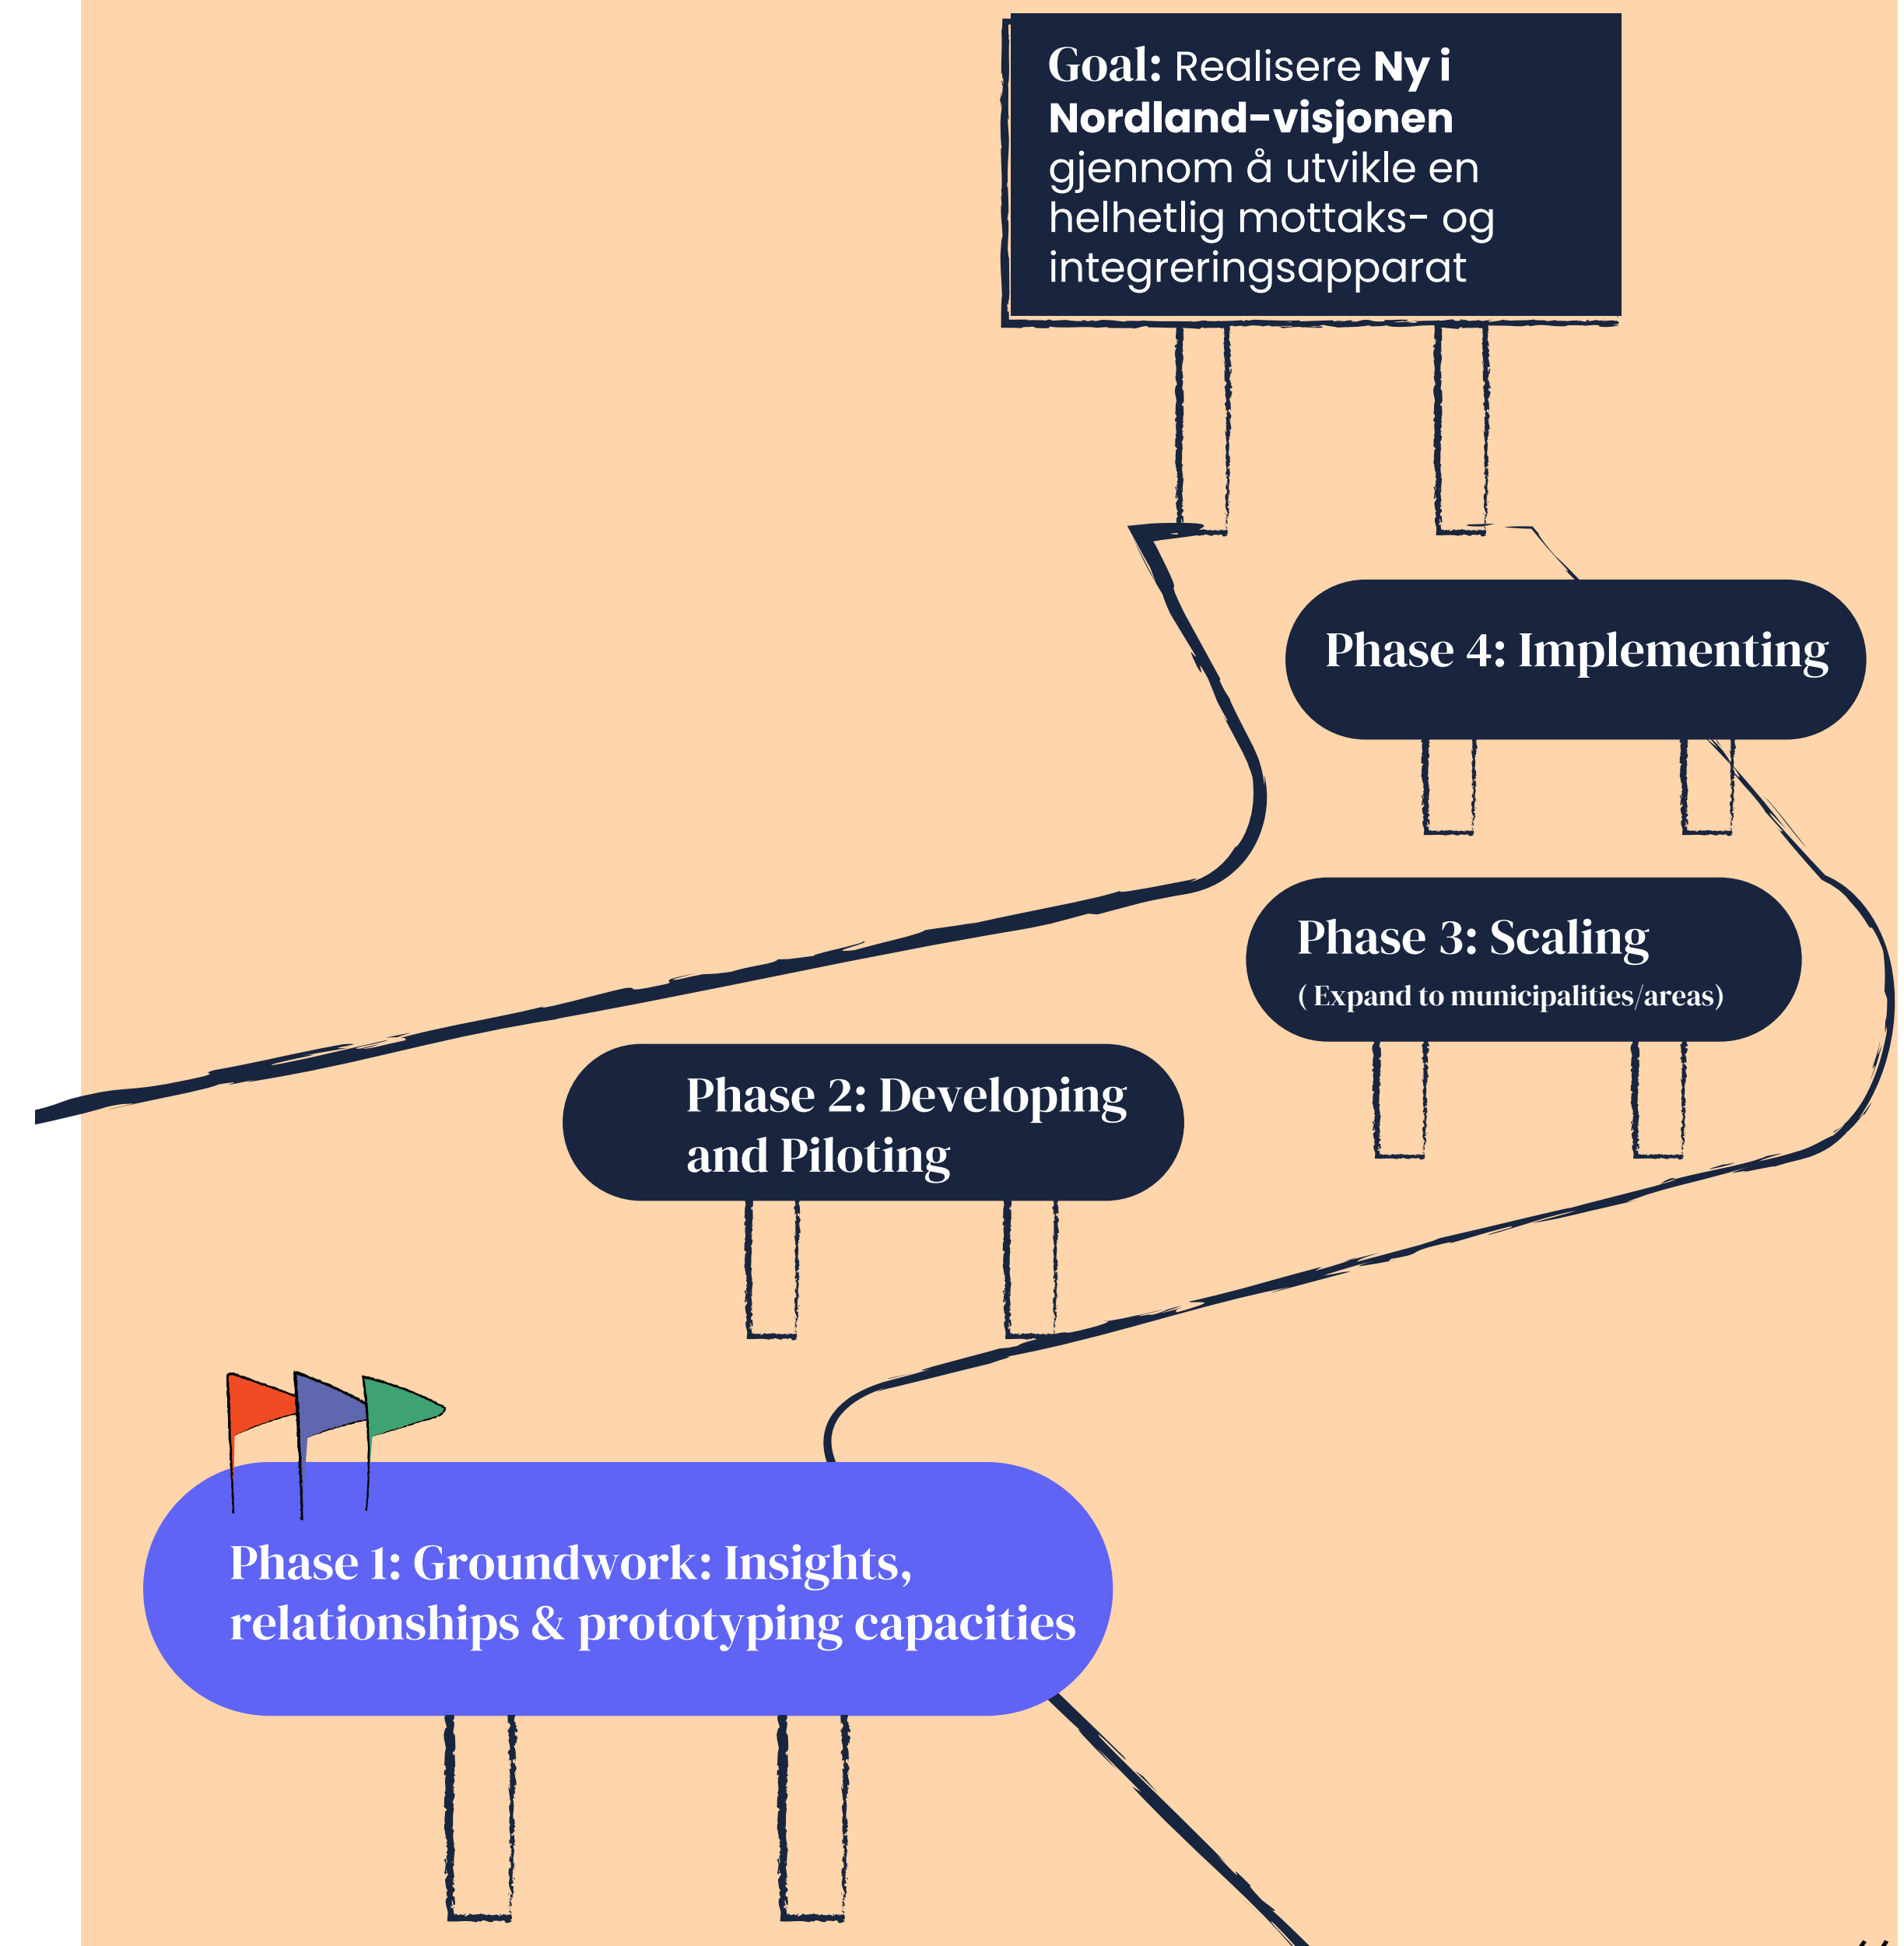 Goal: Realisere Ny i
Nordland-visjonen
gjennom å utvikle en
helhetlig mottaks- og
integreringsapparat
Phase 4: Implementing
Phase 3: Scaling
( Expand to municipalities/areas)
Phase 2: Developing
and Piloting
Phase 1: Groundwork: Insights,
relationships & prototyping capacities